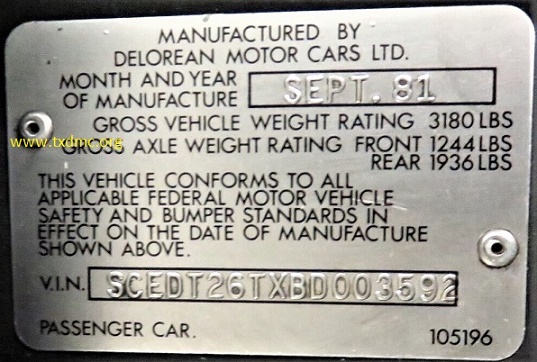 MANUFACTURED BY
DELOREAN MOTOR CARS LTD.
MONTH AND YEAR
OF MANUFACTURE SEPT. 81
GROSS VEHICLE WEIGHT RATING 3180 LBS
www.txdmc.org
GROSS AXLE WEIGHT RATING FRONT 1244 LBS
REAR 1936 LBS
THIS VEHICLE CONFORMS TO ALL
APPLICABLE FEDERAL MOTOR VEHICLE
SAFETY AND BUMPER STANDARDS IN
EFFECT ON THE DATE OF MANUFACTURE
SHOWN ABOVE.
V.I.N. SCEDT26TXBD003592
PASSENGER CAR. 105196